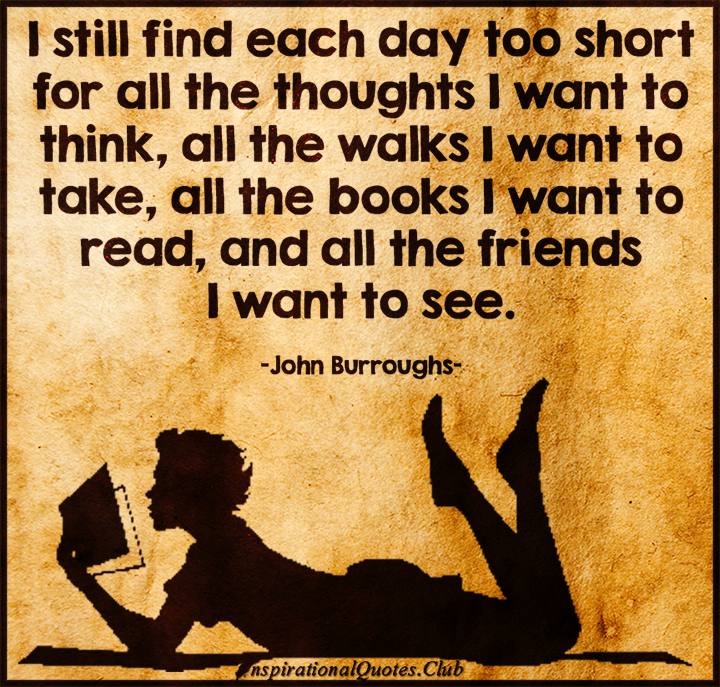 I still find each day too short
for all the thoughts I want to
think, all the walks I want to
take, all the books I want to
read, and all the friends
I want to see.
-John Burroughs-
InspirationalQuotes.Club